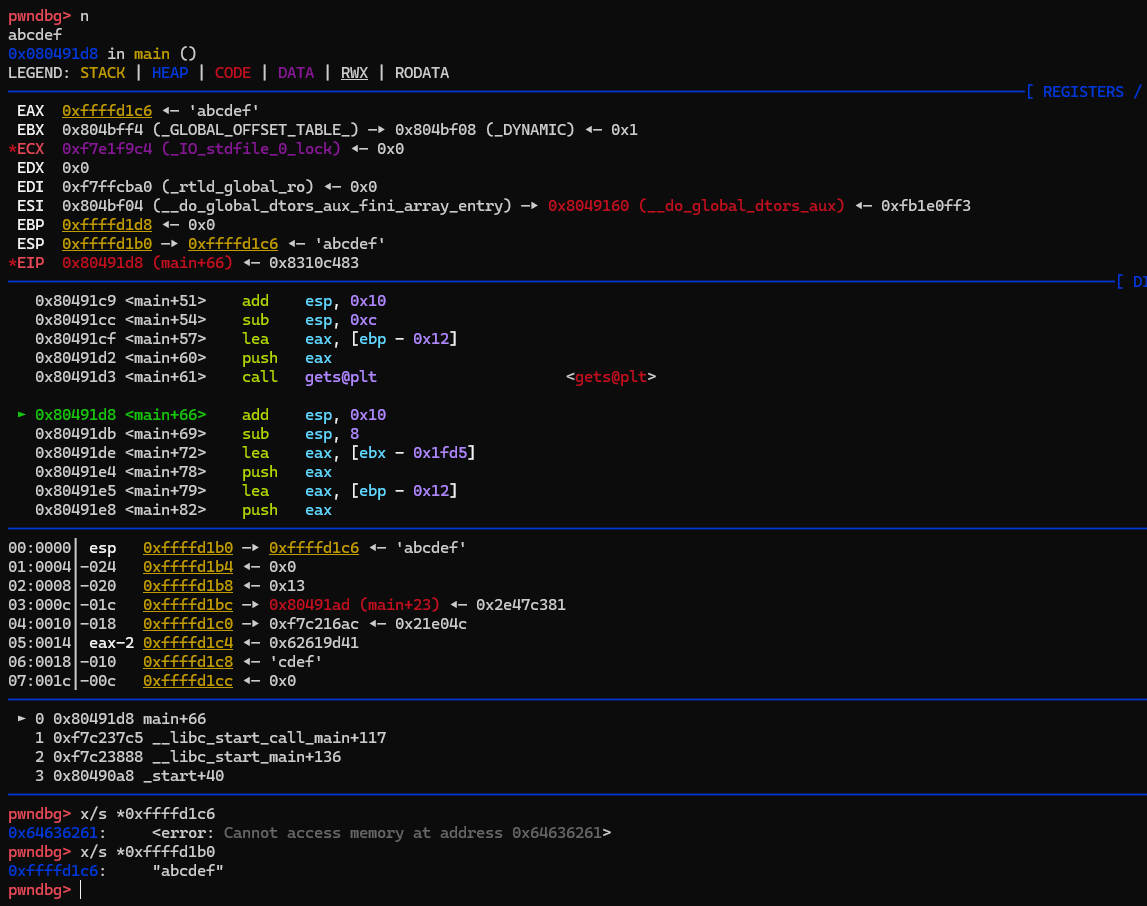 pwndbg> n
abcdef
0x080491d8 in main ()
LEGEND: STACK | HEAP | CODE | DATA | RWX | RODATA
[ REGISTERS /
EAX  0xffffd1c6 ◂— 'abcdef'
EBX  0x804bff4 (_GLOBAL_OFFSET_TABLE_) —▸ 0x804bf08 (_DYNAMIC) ◂— 0x1
*ECX  0xf7e1f9c4 (_IO_stdfile_0_lock) ◂— 0x0
EDX  0x0
EDI  0xf7ffcba0 (_rtld_global_ro) ◂— 0x0
ESI  0x804bf04 (__do_global_dtors_aux_fini_array_entry) —▸ 0x8049160 (__do_global_dtors_aux) ◂— 0xfb1e0ff3
EBP  0xffffd1d8 ◂— 0x0
ESP  0xffffd1b0 —▸ 0xffffd1c6 ◂— 'abcdef'
*EIP  0x80491d8 (main+66) ◂— 0x8310c483
[ DI
0x80491c9 <main+51>    add    esp, 0x10
0x80491cc <main+54>    sub    esp, 0xc
0x80491cf <main+57>    lea    eax, [ebp - 0x12]
0x80491d2 <main+60>    push   eax
0x80491d3 <main+61>    call   gets@plt                     <gets@plt>
► 0x80491d8 <main+66>    add    esp, 0x10
0x80491db <main+69>    sub    esp, 8
0x80491de <main+72>    lea    eax, [ebx - 0x1fd5]
0x80491e4 <main+78>    push   eax
0x80491e5 <main+79>    lea    eax, [ebp - 0x12]
0x80491e8 <main+82>    push   eax
00:0000│ esp   0xffffd1b0 —▸ 0xffffd1c6 ◂— 'abcdef'
01:0004│-024   0xffffd1b4 ◂— 0x0
02:0008│-020   0xffffd1b8 ◂— 0x13
03:000c│-01c   0xffffd1bc —▸ 0x80491ad (main+23) ◂— 0x2e47c381
04:0010│-018   0xffffd1c0 —▸ 0xf7c216ac ◂— 0x21e04c
05:0014│ eax-2 0xffffd1c4 ◂— 0x62619d41
06:0018│-010   0xffffd1c8 ◂— 'cdef'
07:001c│-00c   0xffffd1cc ◂— 0x0
► 0 0x80491d8 main+66
1 0xf7c237c5 __libc_start_call_main+117
2 0xf7c23888 __libc_start_main+136
3 0x80490a8 _start+40
pwndbg> x/s *0xffffd1c6
0x64636261:     <error: Cannot access memory at address 0x64636261>
pwndbg> x/s *0xffffd1b0
0xffffd1c6:     "abcdef"
pwndbg>